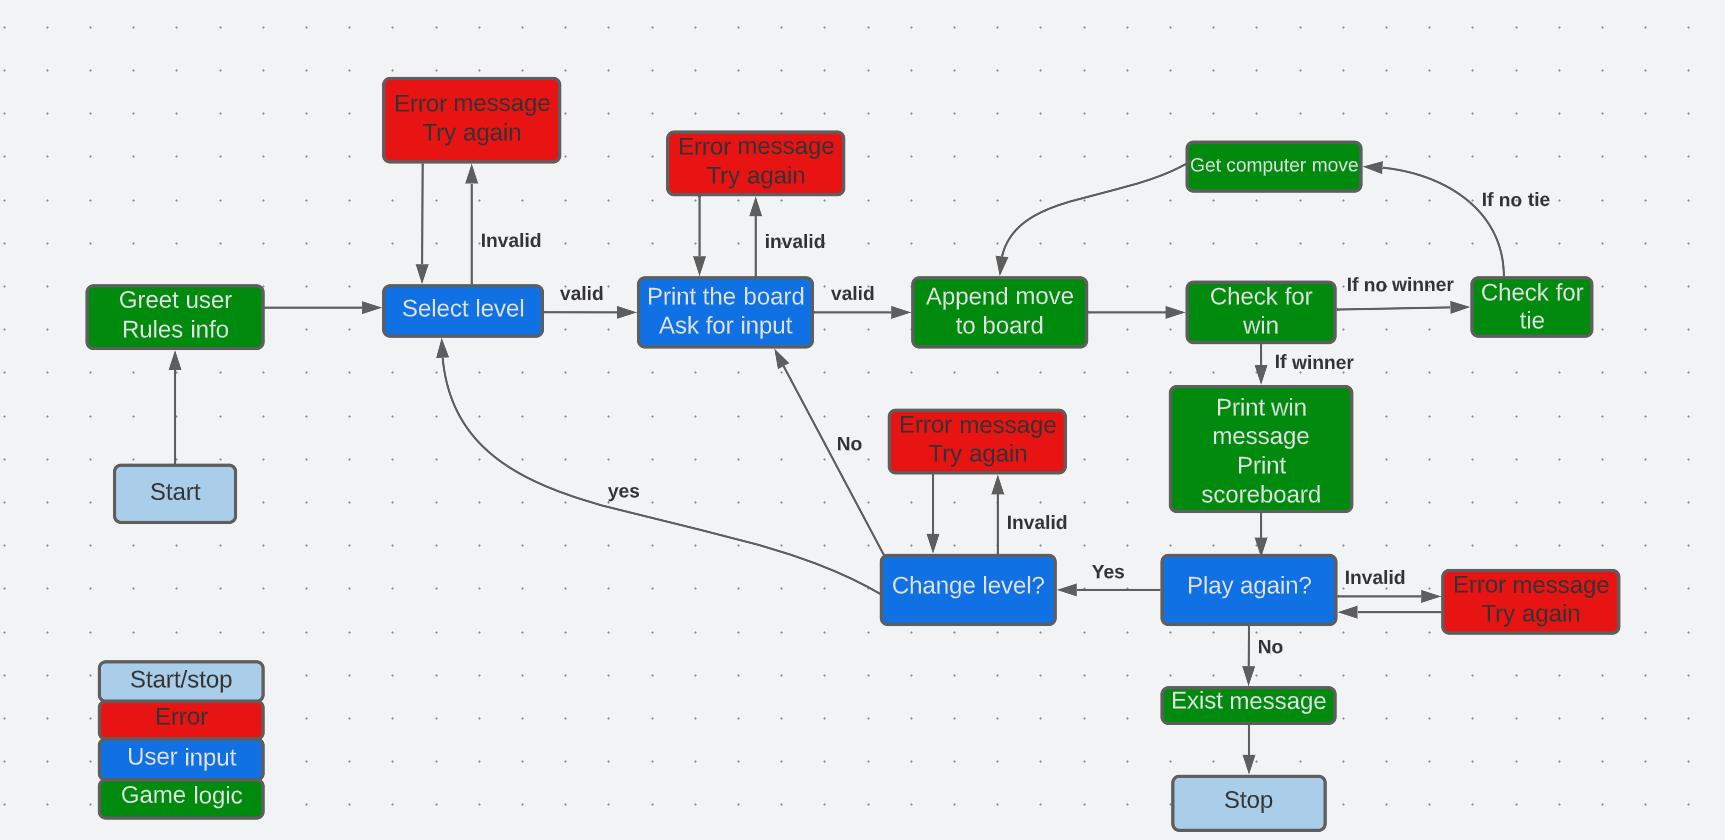 Error message
Try again
Error message
Try again
Get computer move
If no tie
Invalid
invalid
Greet user
Rules info
Select level
valid
Print the board
Ask for input
valid
Append move
to board
Check for
win
If no winner
Check for
tie
If winner
Print win
message
Print
scoreboard
Error message
Try again
No
yes
Start
Invalid
Change level?
Yes
Play again?
Invalid
Error message
Try again
No
Exist message
Stop
Start/stop
Error
User input
Game logic